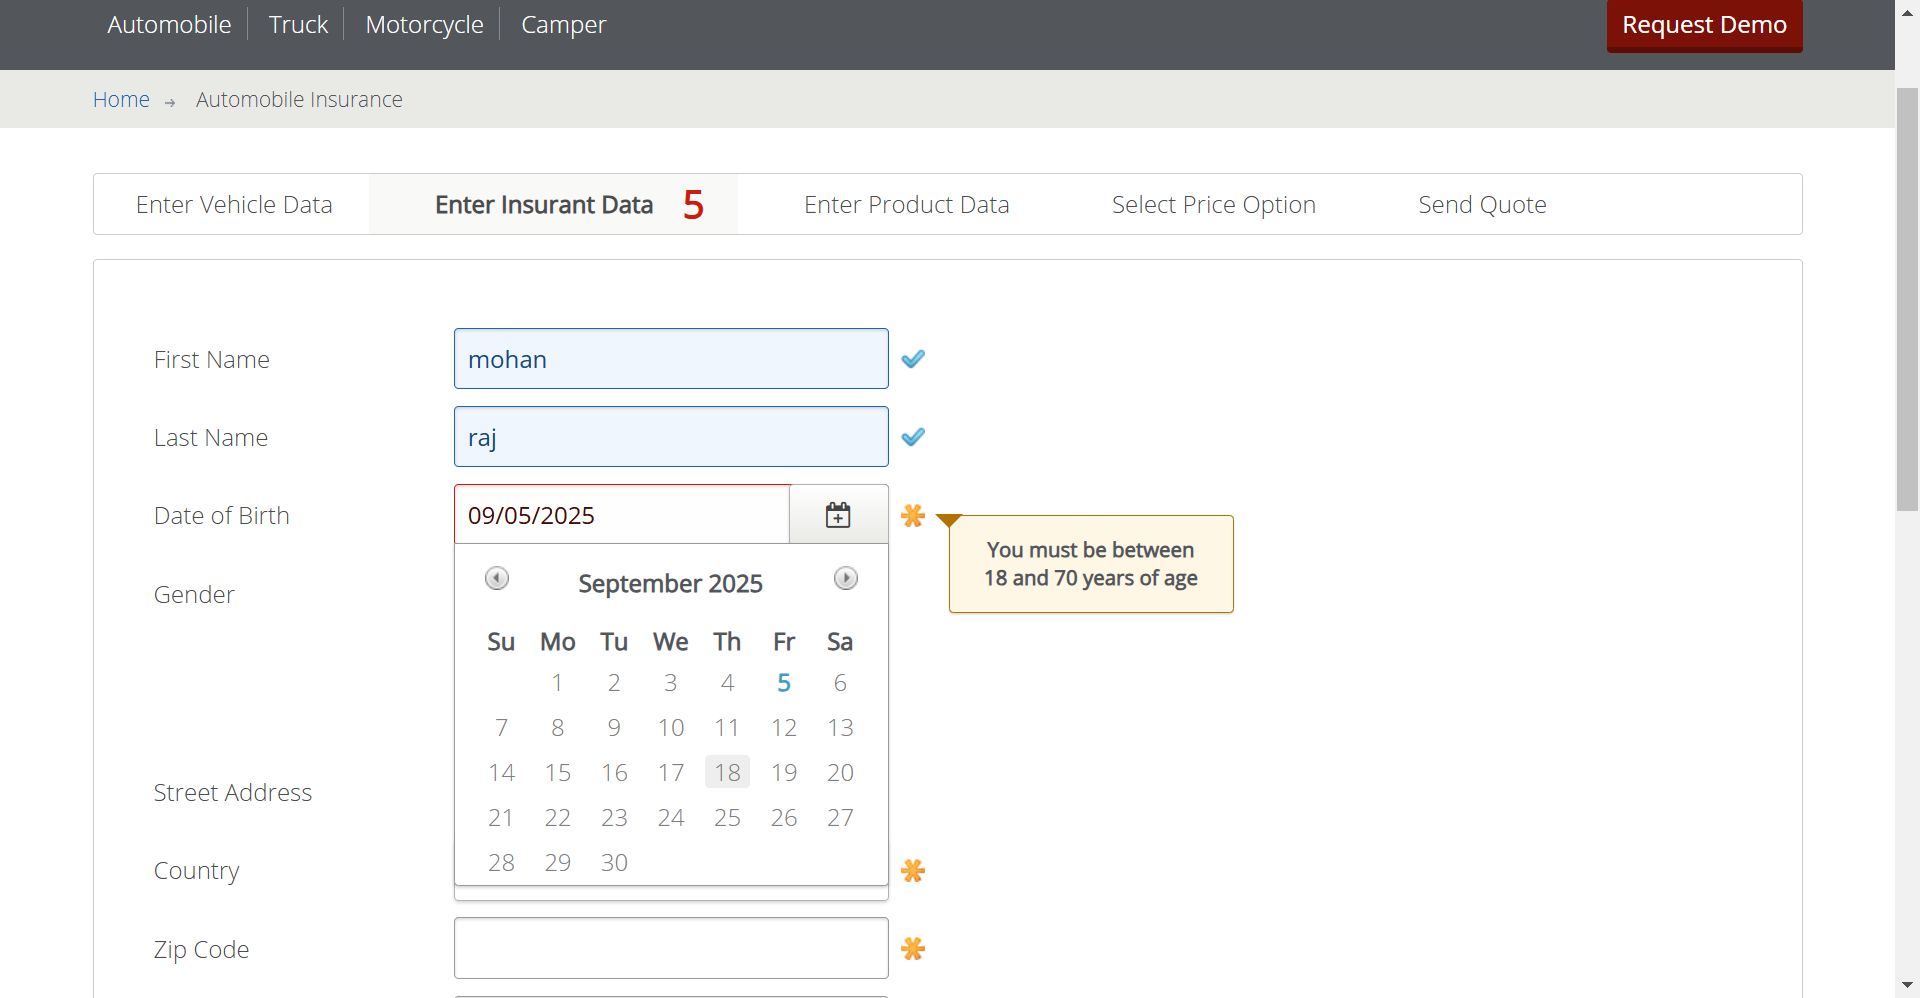 Automobile Truck Motorcycle Camper Request Demo
Home Automobile Insurance
Enter Vehicle Data Enter Insurant Data 5 Enter Product Data Select Price Option Send Quote
First Name mohan
Last Name raj
Date of Birth 09/05/2025
You must be between
18 and 70 years of age
Gender
September 2025
Su Mo Tu We Th Fr Sa
1 2 3 4 5 6
7 8 9 10 11 12 13
14 15 16 17 18 19 20
21 22 23 24 25 26 27
28 29 30
Street Address
Country
Zip Code